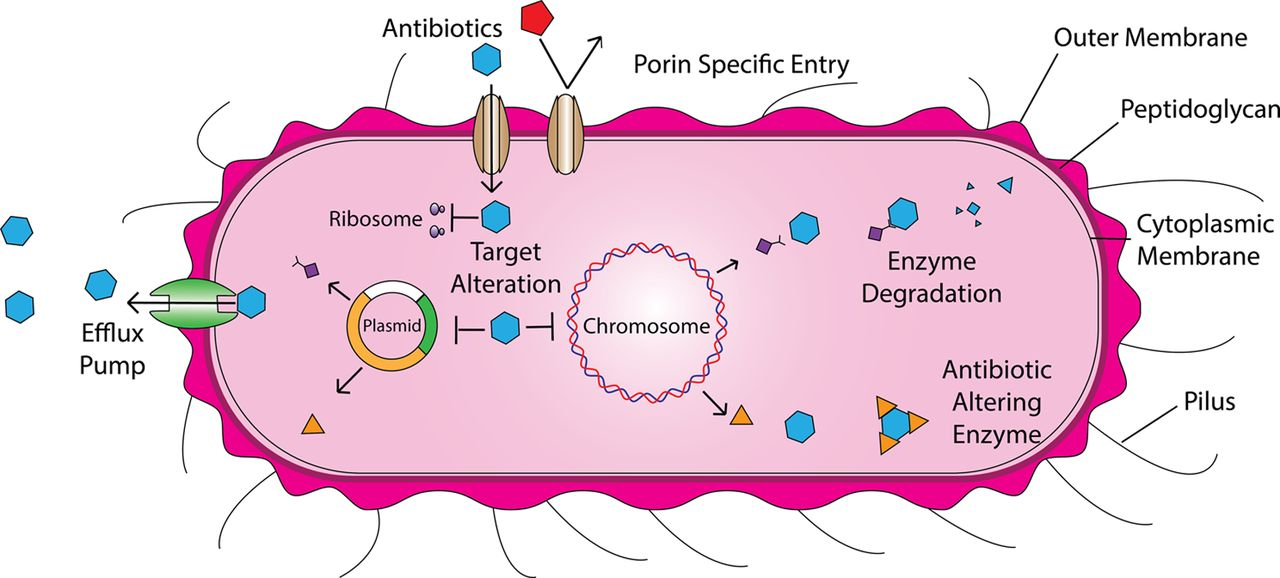 Antibiotics
Porin Specific Entry
Outer Membrane
Peptidoglycan
Cytoplasmic
Membrane
Ribosome
Target
Alteration
Enzyme
Degradation
Efflux
Pump
Plasmid
Chromosome
Antibiotic
Altering
Enzyme
Pilus